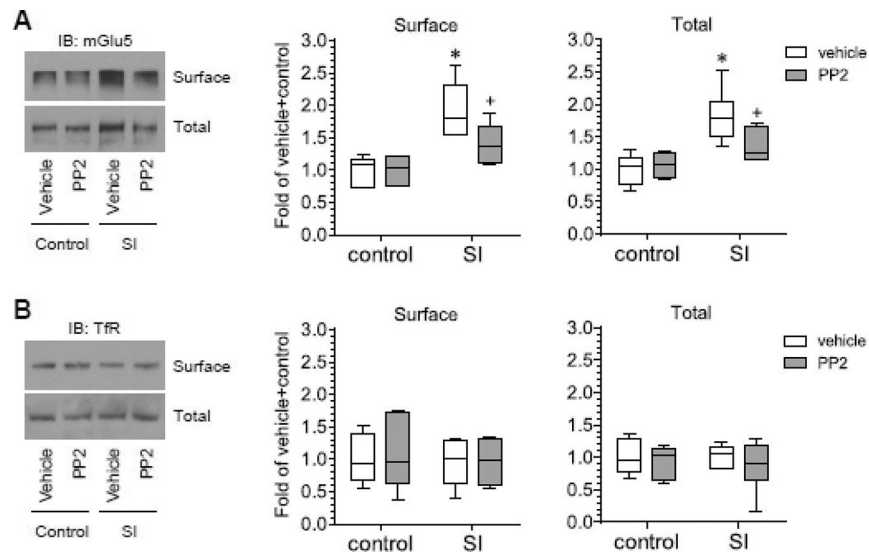 A
IB: mGlu5
Surface
Total
Vehicle
PP2
Vehicle
PP2
Control
SI
Surface
Fold of vehicle+control
3.0
2.5
2.0
1.5
1.0
0.5
0.0
*
+
control
SI
Total
3.0
2.5
2.0
1.5
1.0
0.5
0.0
*
+
control
SI
vehicle
PP2
B
IB: TfR
Surface
Total
Vehicle
PP2
Vehicle
PP2
Control
SI
Surface
Fold of vehicle+control
3.0
2.5
2.0
1.5
1.0
0.5
0.0
control
SI
Total
3.0
2.5
2.0
1.5
1.0
0.5
0.0
control
SI
vehicle
PP2